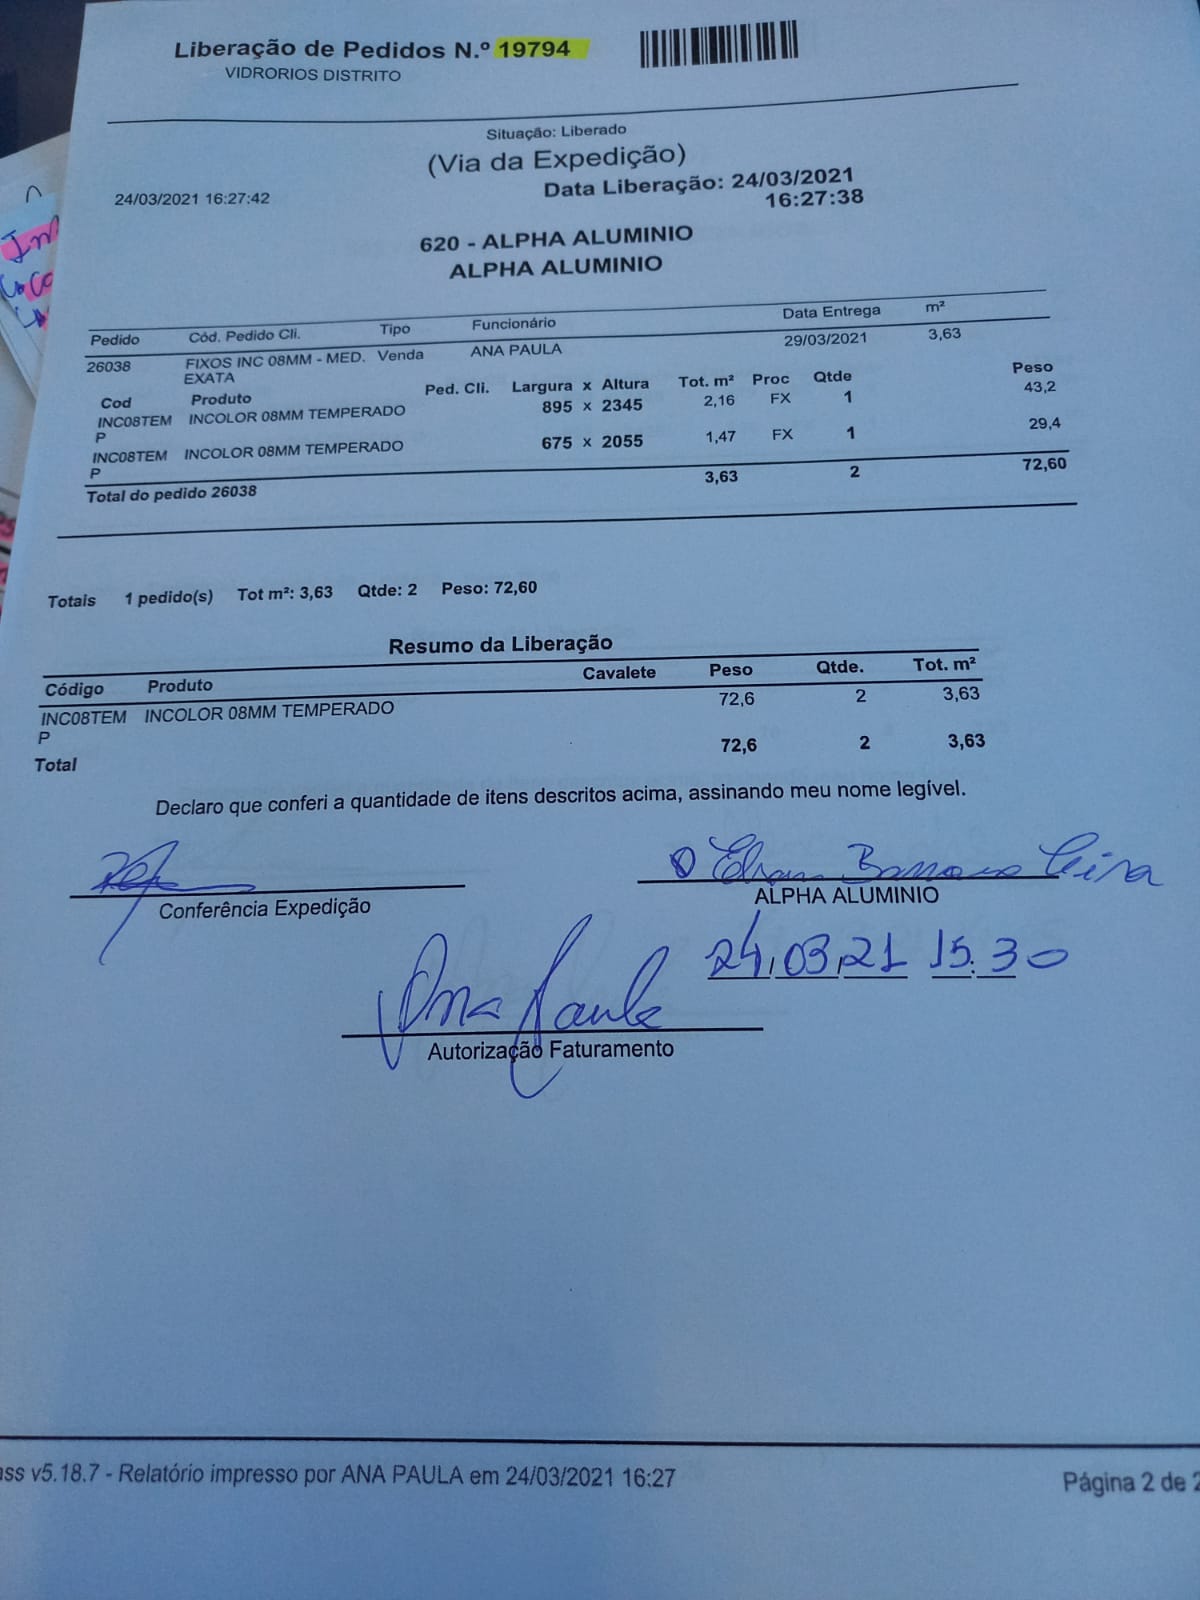 Liberação de Pedidos N.º 19794
VIDRORIOS DISTRITO
Situação: Liberado
(Via da Expedição)
24/03/2021 16:27:42
Data Liberação: 24/03/2021
16:27:38
620 - ALPHA ALUMINIO
ALPHA ALUMINIO
Pedido Cód. Pedido Cli. Tipo Funcionário Data Entrega m²
26038 FIXOS INC 08MM - MED. EXATA Venda ANA PAULA 29/03/2021 3,63
Cod Produto Ped. Cli. Largura x Altura Tot. m² Proc Qtde Peso
INC08TEM INCOLOR 08MM TEMPERADO 895 x 2345 2,16 FX 1 43,2
P
INC08TEM INCOLOR 08MM TEMPERADO 675 x 2055 1,47 FX 1 29,4
P
Total do pedido 26038 3,63 2 72,60
Totais 1 pedido(s) Tot m²: 3,63 Qtde: 2 Peso: 72,60
Resumo da Liberação
Código Produto Cavalete Peso Qtde. Tot. m²
INC08TEM INCOLOR 08MM TEMPERADO 72,6 2 3,63
P
Total 72,6 2 3,63
Declaro que conferi a quantidade de itens descritos acima, assinando meu nome legível.
Conferência Expedição
ALPHA ALUMINIO
24,03,21 15:30
Ana Paula
Autorização Faturamento
ass v5.18.7 - Relatório impresso por ANA PAULA em 24/03/2021 16:27
Página 2 de 2